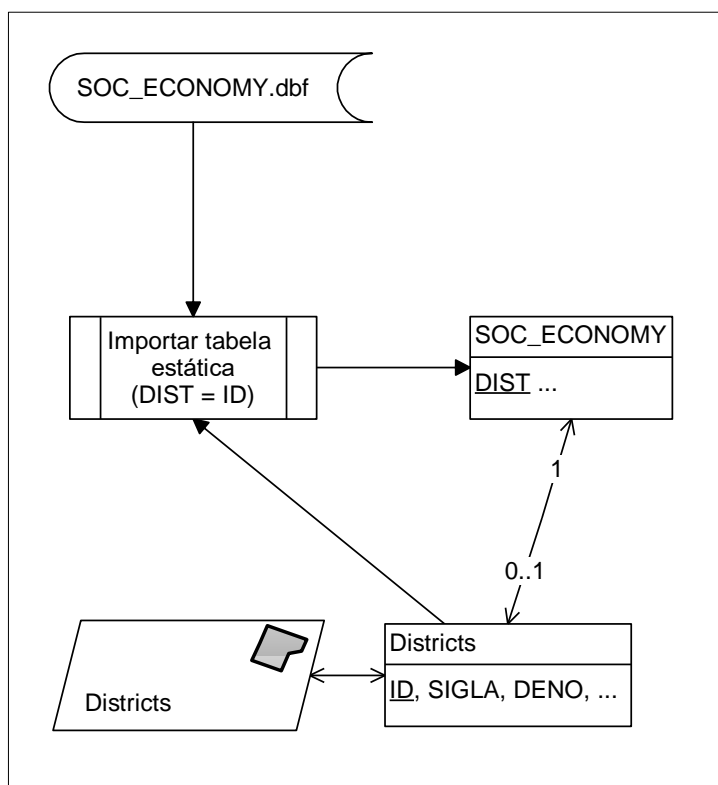 SOC_ECONOMY.dbf
Importar tabela
estática
(DIST = ID)
SOC_ECONOMY
DIST ...
1
0..1
Districts
Districts
ID, SIGLA, DENO, ...